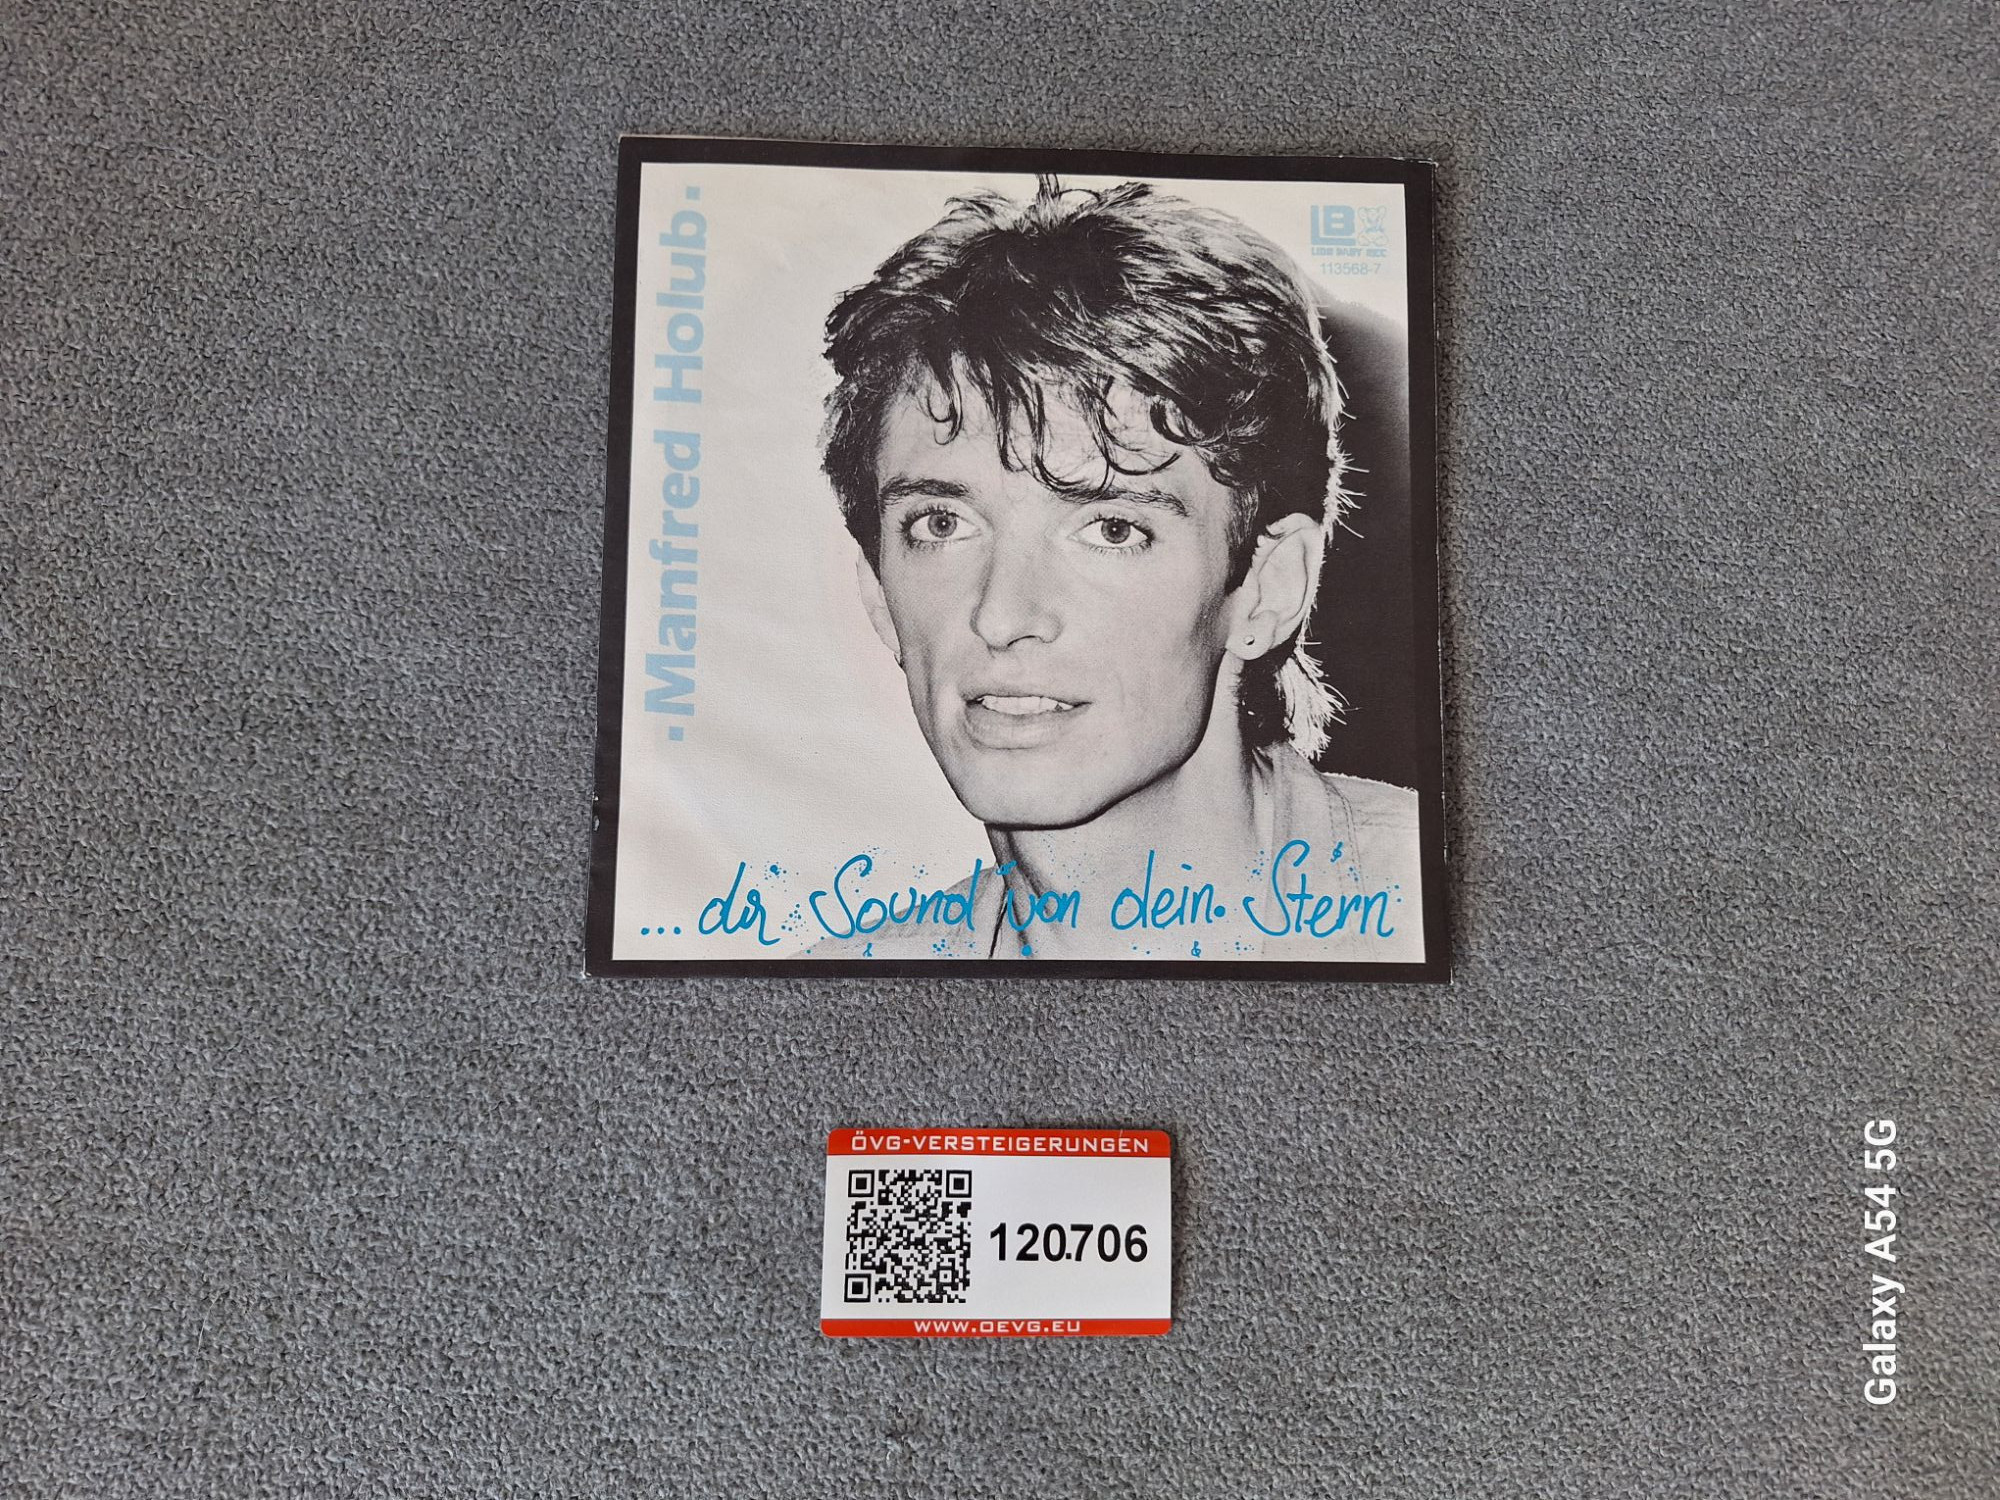 ·Manfred Holub·
LB
113568-7
... der Sound von dein. Stern
ÖVG-VERSTEIGERUNGEN
120.706
WWW.OEVG.EU
Galaxy A54 5G